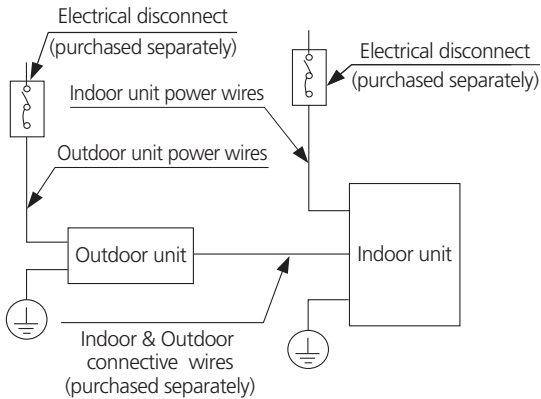 Electrical disconnect
(purchased separately)
Electrical disconnect
(purchased separately)
Indoor unit power wires
Outdoor unit power wires
Outdoor unit
Indoor unit
Indoor & Outdoor
connective wires
(purchased separately)